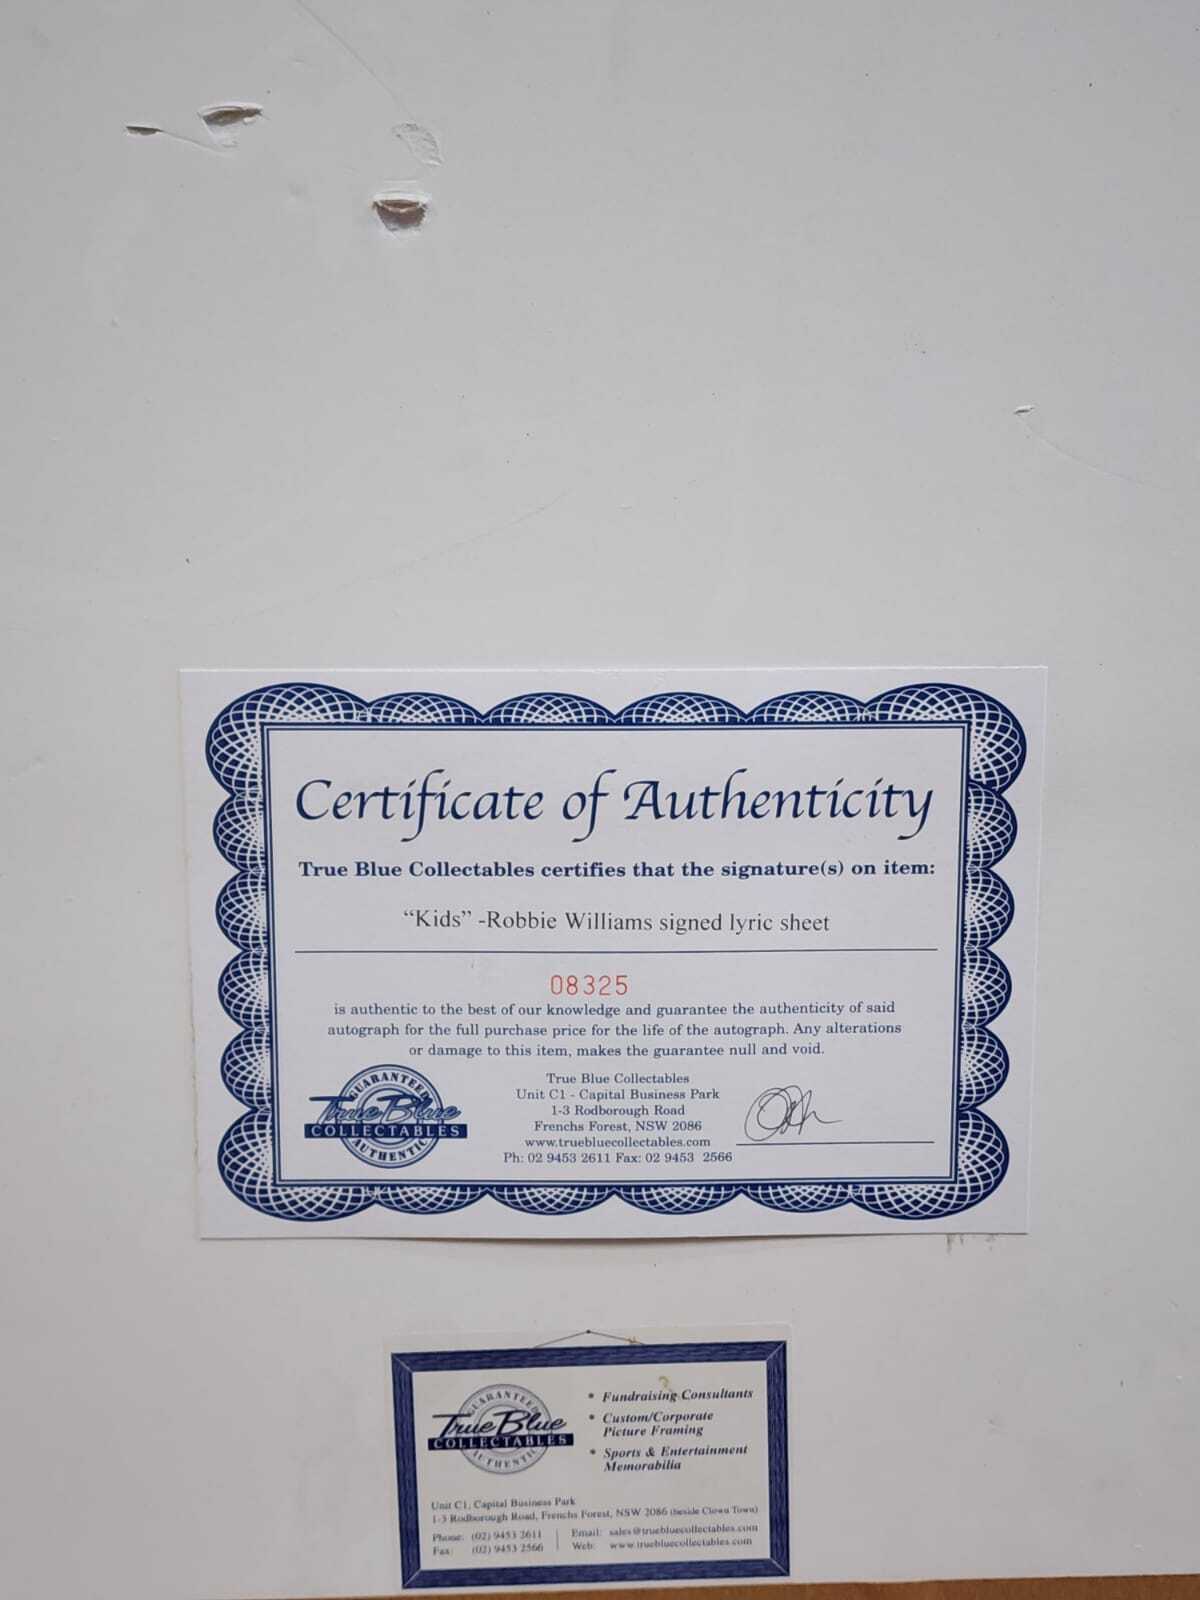 Certificate of Authenticity
True Blue Collectables certifies that the signature(s) on item:
“Kids” -Robbie Williams signed lyric sheet
08325
is authentic to the best of our knowledge and guarantee the authenticity of said
autograph for the full purchase price for the life of the autograph. Any alterations
or damage to this item, makes the guarantee null and void.
GUARANTEED
True Blue
COLLECTABLES
AUTHENTIC
True Blue Collectables
Unit C1 - Capital Business Park
1-3 Rodborough Road
Frenchs Forest, NSW 2086
www.truebluecollectables.com
Ph: 02 9453 2611 Fax: 02 9453 2566
GUARANTEED
True Blue
COLLECTABLES
AUTHENTIC
* Fundraising Consultants
* Custom/Corporate
Picture Framing
* Sports & Entertainment
Memorabilia
Unit C1, Capital Business Park
1-3 Rodborough Road, Frenchs Forest, NSW 2086 (beside Clown Town)
Phone: (02) 9453 2611
Fax: (02) 9453 2566
Email: sales@truebluecollectables.com
Web: www.truebluecollectables.com